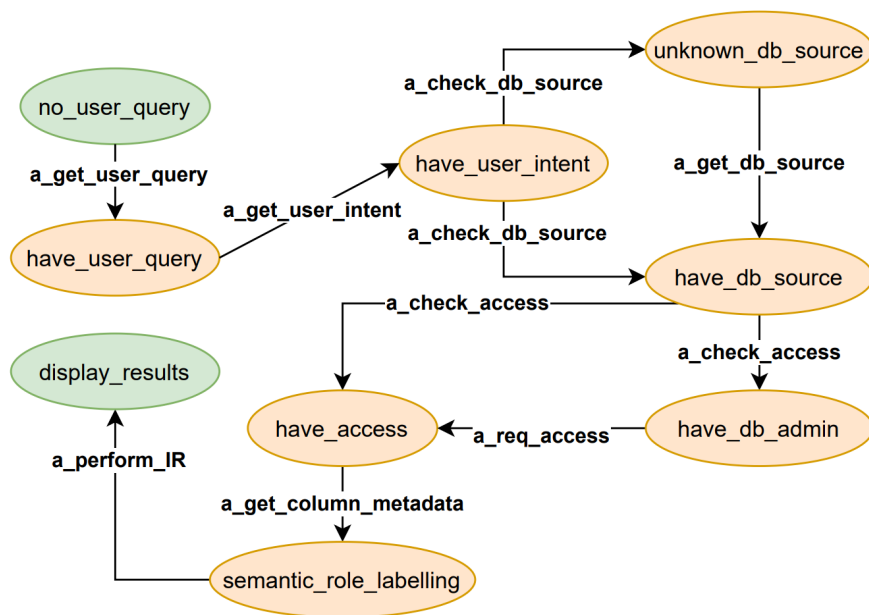 unknown_db_source
a_check_db_source
no_user_query
have_user_intent
a_get_user_query
a_get_db_source
a_get_user_intent
a_check_db_source
have_user_query
have_db_source
a_check_access
a_check_access
display_results
have_access
a_req_access
have_db_admin
a_perform_IR
a_get_column_metadata
semantic_role_labelling